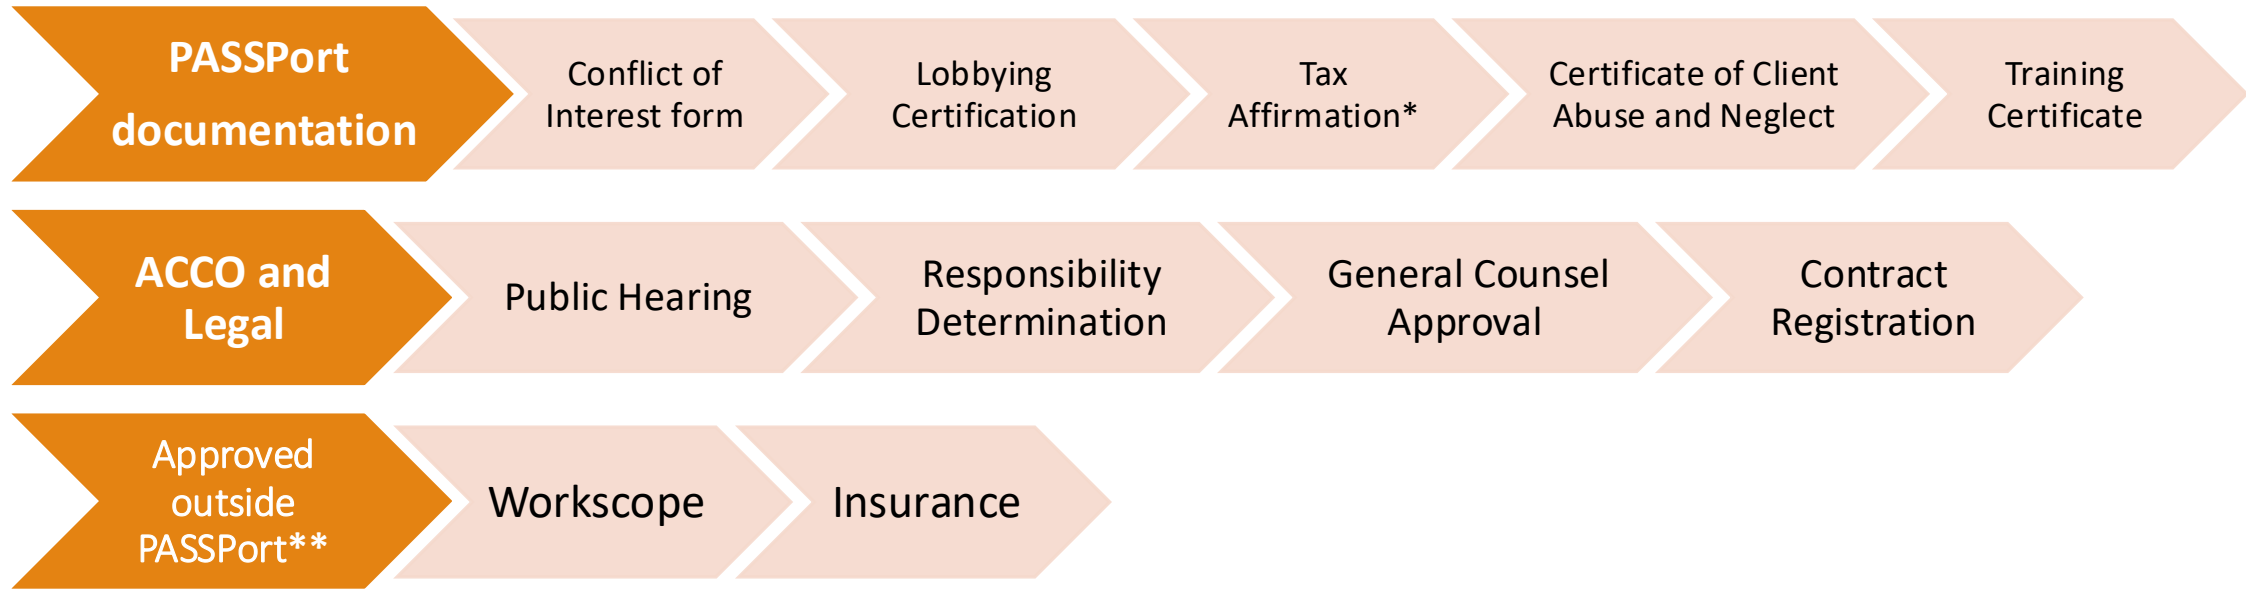 PASSPort
documentation
Conflict of
Interest form
Lobbying
Certification
Tax
Affirmation*
Certificate of Client
Abuse and Neglect
Training
Certificate
ACCO and
Legal
Public Hearing
Responsibility
Determination
General Counsel
Approval
Contract
Registration
Approved
outside
PASSPort**
Workscope
Insurance